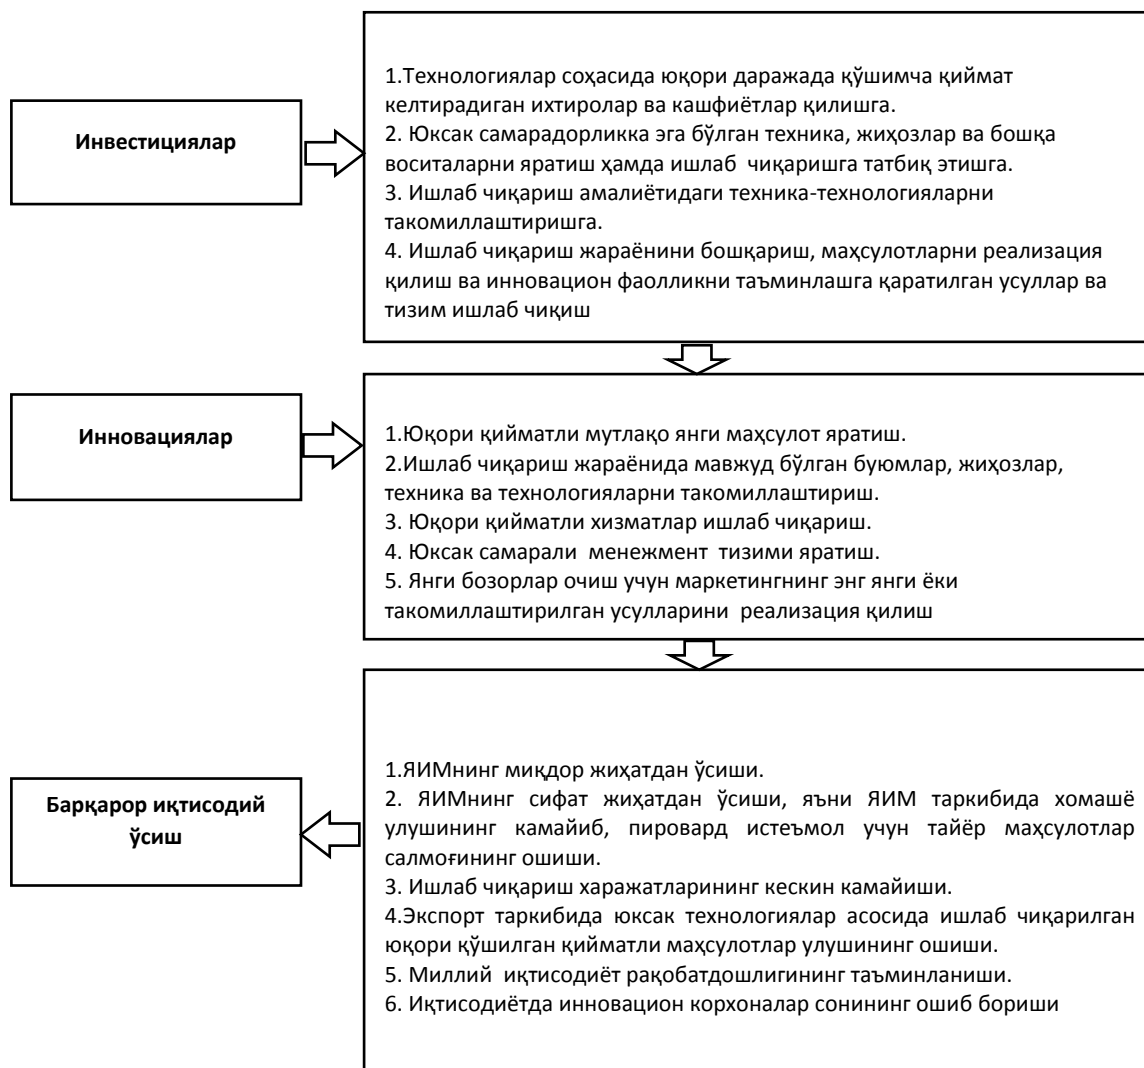 Инвестициялар
1.Технологиялар соҳасида юқори даражада қўшимча қиймат
келтирадиган ихтиролар ва кашфиётлар қилишга.
2. Юксак самарадорликка эга бўлган техника, жиҳозлар ва бошқа
воситаларни яратиш ҳамда ишлаб чиқаришга татбиқ этишга.
3. Ишлаб чиқариш амалиётидаги техника-технологияларни
такомиллаштиришга.
4. Ишлаб чиқариш жараёнини бошқариш, маҳсулотларни реализация
қилиш ва инновацион фаолликни таъминлашга қаратилган усуллар ва
тизим ишлаб чиқиш
Инновациялар
1.Юқори қийматли мутлақо янги маҳсулот яратиш.
2.Ишлаб чиқариш жараёнида мавжуд бўлган буюмлар, жиҳозлар,
техника ва технологияларни такомиллаштириш.
3. Юқори қийматли хизматлар ишлаб чиқариш.
4. Юксак самарали менежмент тизими яратиш.
5. Янги бозорлар очиш учун маркетингнинг энг янги ёки
такомиллаштирилган усулларини реализация қилиш
Барқарор иқтисодий
ўсиш
1.ЯИМнинг миқдор жиҳатдан ўсиши.
2. ЯИМнинг сифат жиҳатдан ўсиши, яъни ЯИМ таркибида хомашё
улушининг камайиб, пировард истеъмол учун тайёр маҳсулотлар
салмоғининг ошиши.
3. Ишлаб чиқариш харажатларининг кескин камайиши.
4.Экспорт таркибида юксак технологиялар асосида ишлаб чиқарилган
юқори қўшилган қийматли маҳсулотлар улушининг ошиши.
5. Миллий иқтисодиёт рақобатдошлигининг таъминланиши.
6. Иқтисодиётда инновацион корхоналар сонининг ошиб бориши